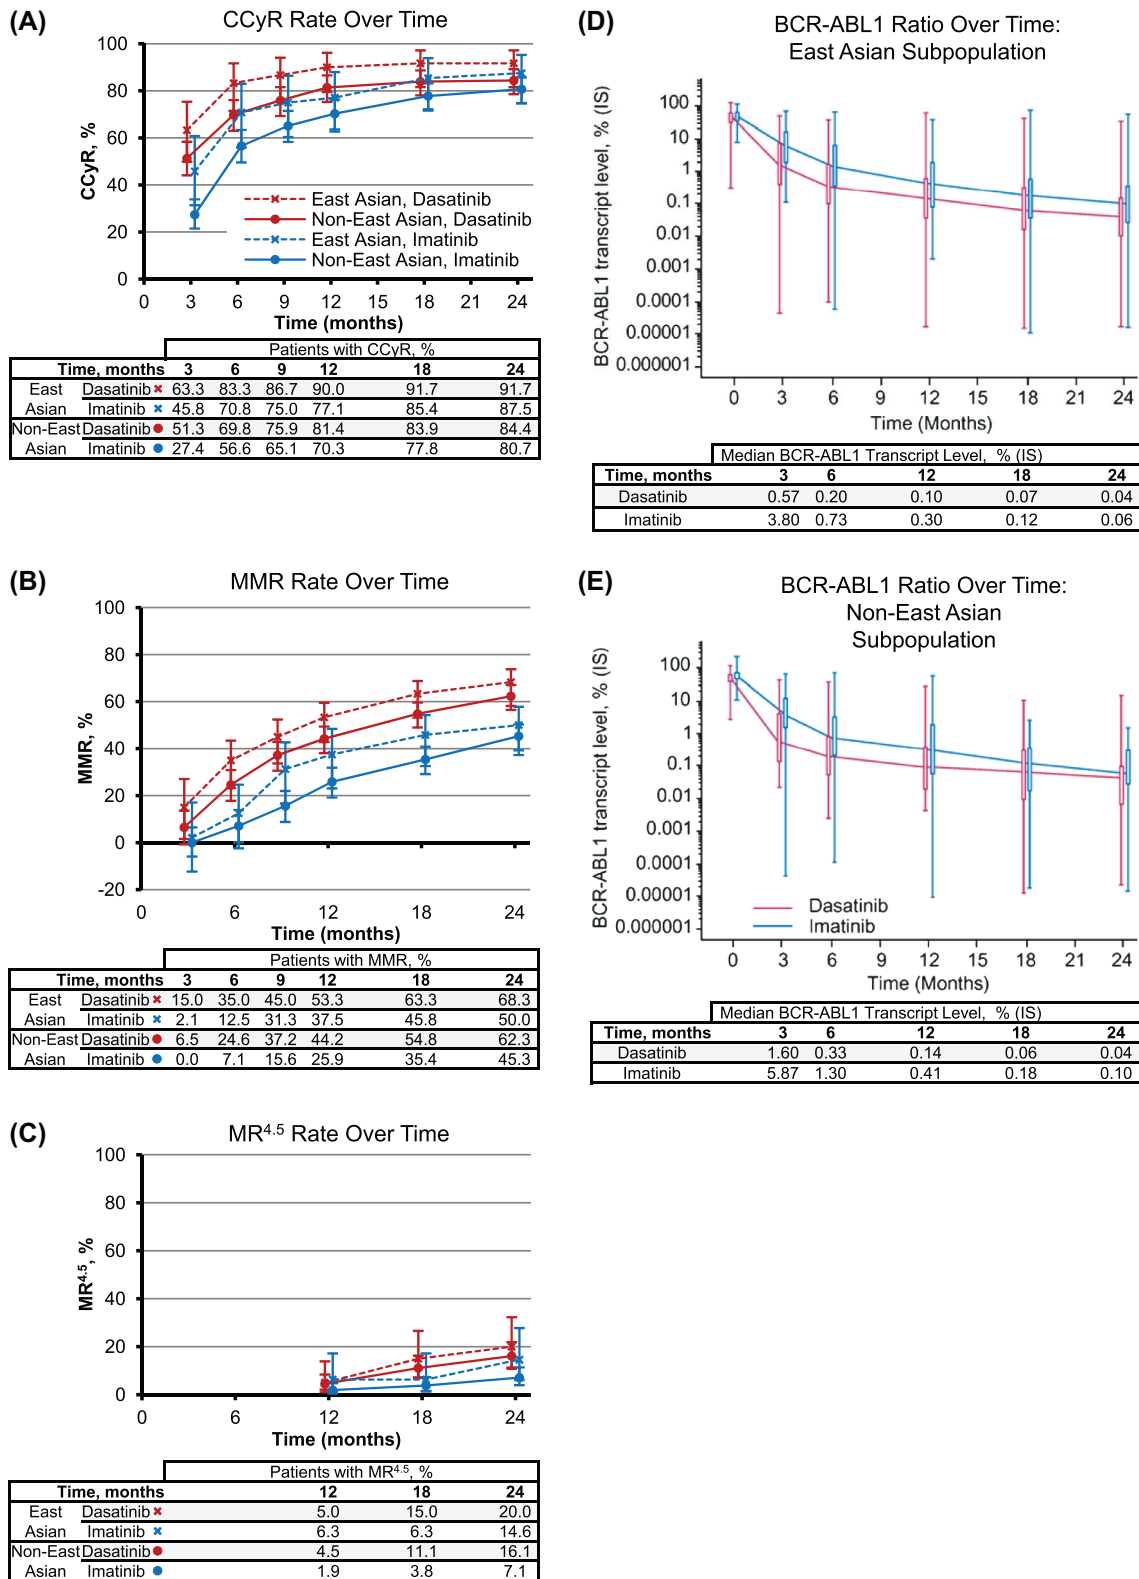 (A)
CCyR Rate Over Time
100
80
60
40
20
0
CCyR, %
East Asian, Dasatinib
Non-East Asian, Dasatinib
East Asian, Imatinib
Non-East Asian, Imatinib
0 3 6 9 12 15 18 21 24
Time (months)
Patients with CCyR, %
Time, months 3 6 9 12 18 24
East Dasatinib 63.3 83.3 86.7 90.0 91.7 91.7
Asian Imatinib 45.8 70.8 75.0 77.1 85.4 87.5
Non-East Dasatinib 51.3 69.8 75.9 81.4 83.9 84.4
Asian Imatinib 27.4 56.6 65.1 70.3 77.8 80.7
(B)
MMR Rate Over Time
100
80
60
40
20
0
-20
MMR, %
0 6 12 18 24
Time (months)
Patients with MMR, %
Time, months 3 6 9 12 18 24
East Dasatinib 15.0 35.0 45.0 53.3 63.3 68.3
Asian Imatinib 2.1 12.5 31.3 37.5 45.8 50.0
Non-East Dasatinib 6.5 24.6 37.2 44.2 54.8 62.3
Asian Imatinib 0.0 7.1 15.6 25.9 35.4 45.3
(C)
MR4.5 Rate Over Time
100
80
60
40
20
0
MR4.5, %
0 6 12 18 24
Time (months)
Patients with MR4.5, %
Time, months 12 18 24
East Dasatinib 5.0 15.0 20.0
Asian Imatinib 6.3 6.3 14.6
Non-East Dasatinib 4.5 11.1 16.1
Asian Imatinib 1.9 3.8 7.1
(D)
BCR-ABL1 Ratio Over Time:
East Asian Subpopulation
BCR-ABL1 transcript level, % (IS)
100
10
1
0.1
0.01
0.001
0.0001
0.00001
0.000001
0 3 6 9 12 15 18 21 24
Time (Months)
Median BCR-ABL1 Transcript Level, % (IS)
Time, months 3 6 12 18 24
Dasatinib 0.57 0.20 0.10 0.07 0.04
Imatinib 3.80 0.73 0.30 0.12 0.06
(E)
BCR-ABL1 Ratio Over Time:
Non-East Asian
Subpopulation
BCR-ABL1 transcript level, % (IS)
100
10
1
0.1
0.01
0.001
0.0001
0.00001
0.000001
Dasatinib
Imatinib
0 3 6 9 12 15 18 21 24
Time (Months)
Median BCR-ABL1 Transcript Level, % (IS)
Time, months 3 6 12 18 24
Dasatinib 1.60 0.33 0.14 0.06 0.04
Imatinib 5.87 1.30 0.41 0.18 0.10